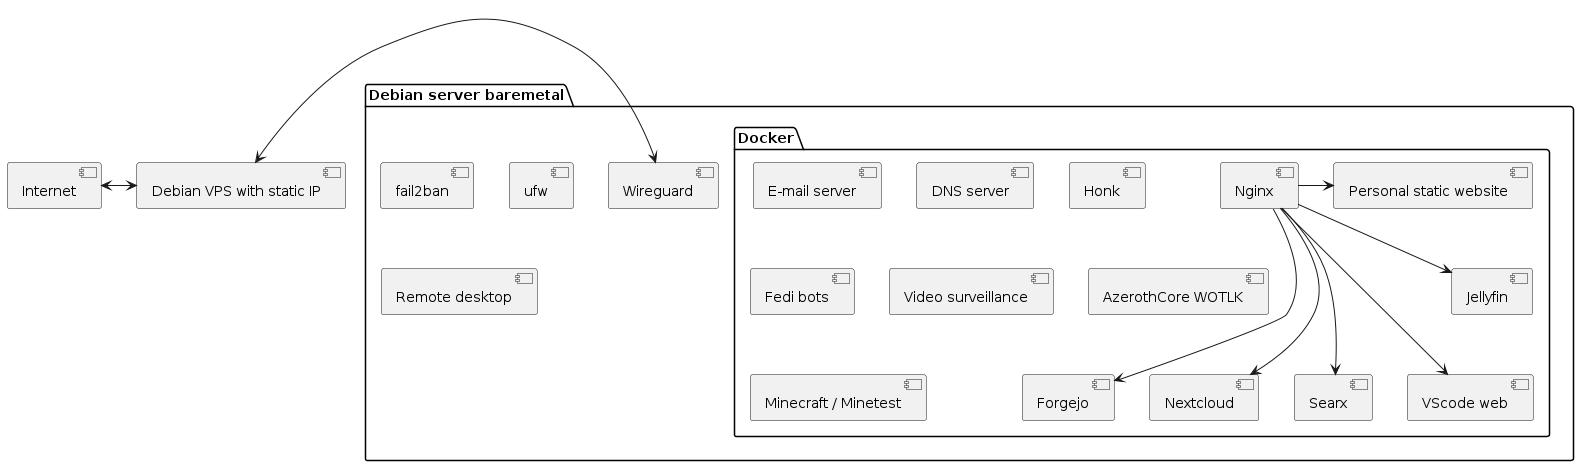 Debian server baremetal
Docker
Internet
Debian VPS with static IP
fail2ban
ufw
Wireguard
E-mail server
DNS server
Honk
Nginx
Personal static website
Remote desktop
Fedi bots
Video surveillance
AzerothCore WOTLK
Jellyfin
Minecraft / Minetest
Forgejo
Nextcloud
Searx
VScode web